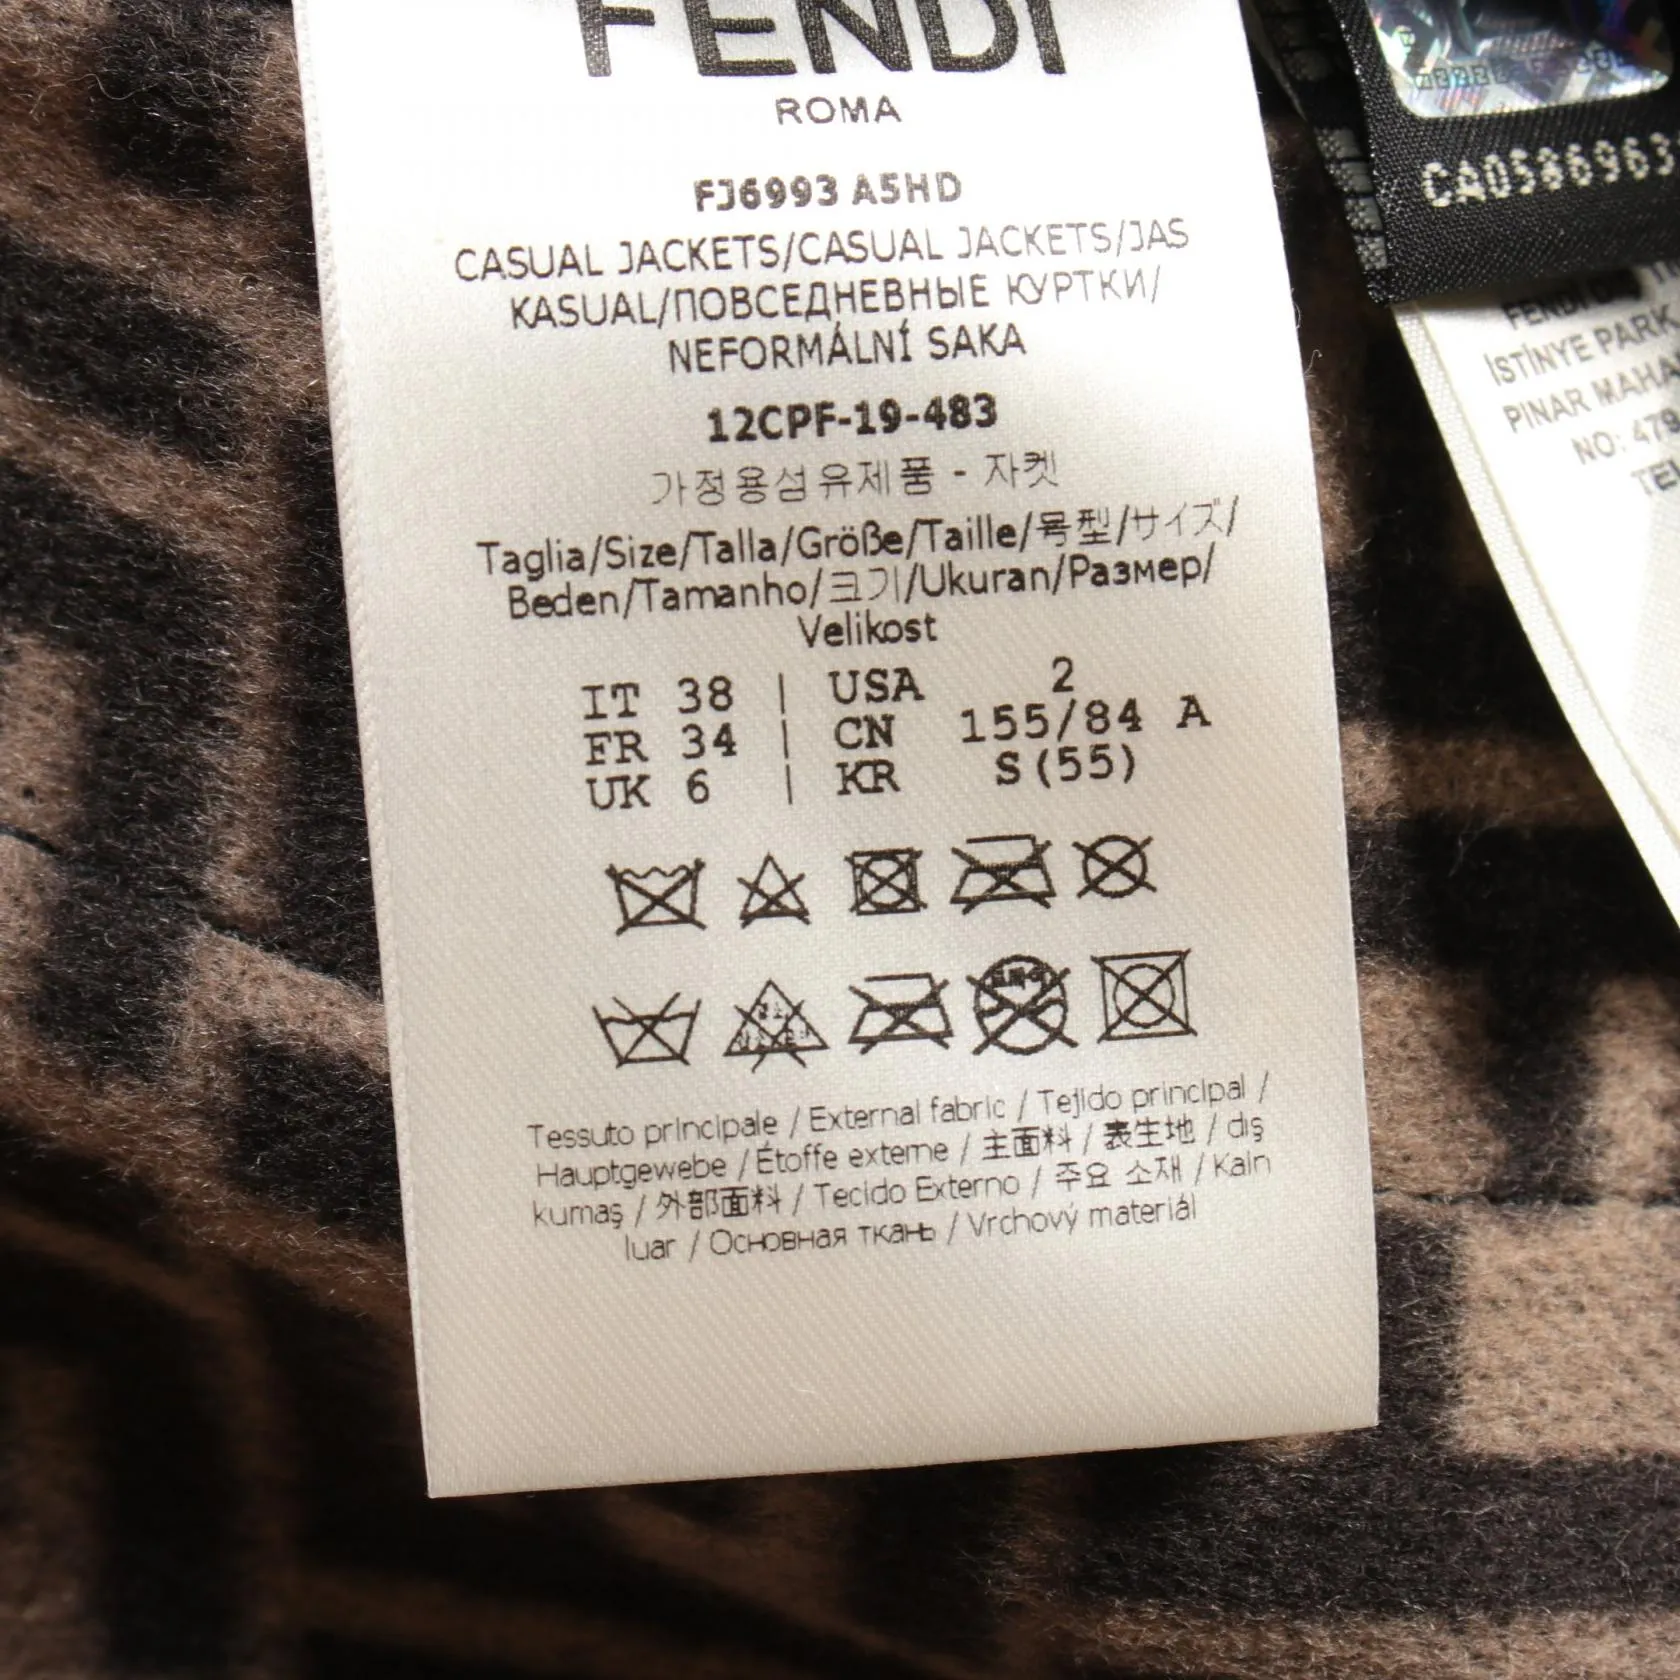 FENDI
ROMA
FJ6993 A5HD
CASUAL JACKETS/CASUAL JACKETS/JAS
KASUAL/ПОВСЕДНЕВНЫЕ КУРТКИ/
NEFORMÁLNÍ SAKA
12CPF-19-483
가정용섬유제품 - 자켓
Taglia/Size/Talla/Größe/Taille/号型/サイズ/
Beden/Tamanho/크기/Ukuran/Размер/
Velikost
IT 38 | USA 2
FR 34 | CN 155/84 A
UK 6 | KR S(55)
Tessuto principale / External fabric / Tejido principal /
Hauptgewebe / Étoffe externe / 主面料 / 表生地 / dış
kumaş / 外部面料 / Tecido Externo / 주요 소재 / Kain
luar / Основная ткань / Vrchový materiál
CA0586963
FENDI
İSTİNYE PARK
PINAR MAHA
NO: 479
TEL